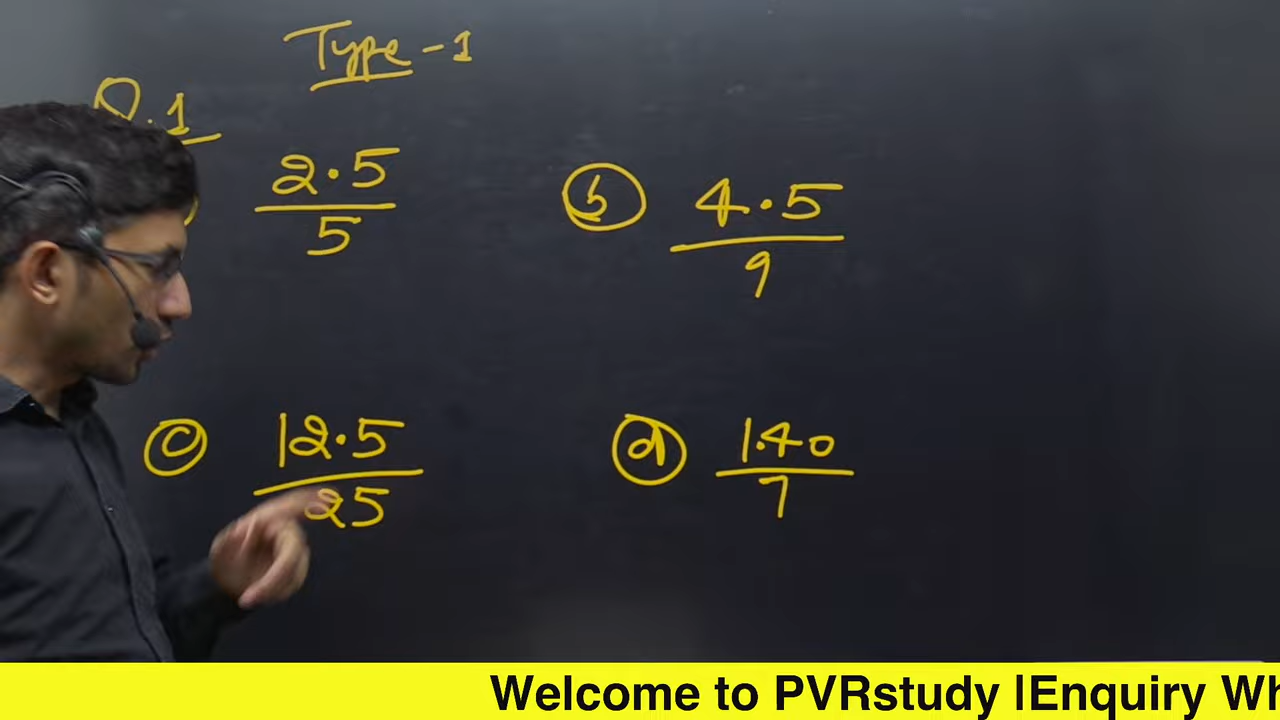 Type-1
Q.1
2.5
5
(b) 4.5
9
(c) 12.5
25
(d) 1.40
7
Welcome to PVRstudy |Enquiry Wh